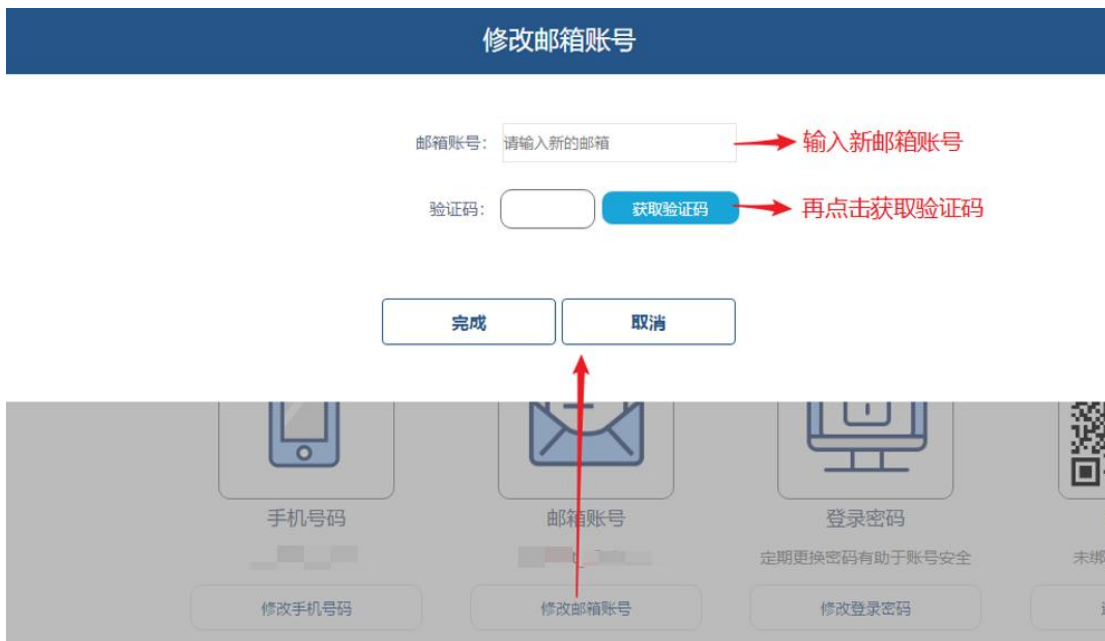 修改邮箱账号
邮箱账号： 请输入新的邮箱 输入新邮箱账号
验证码： 获取验证码 再点击获取验证码
完成 取消
手机号码 邮箱账号 登录密码
定期更换密码有助于账号安全 未绑
修改手机号码 修改邮箱账号 修改登录密码